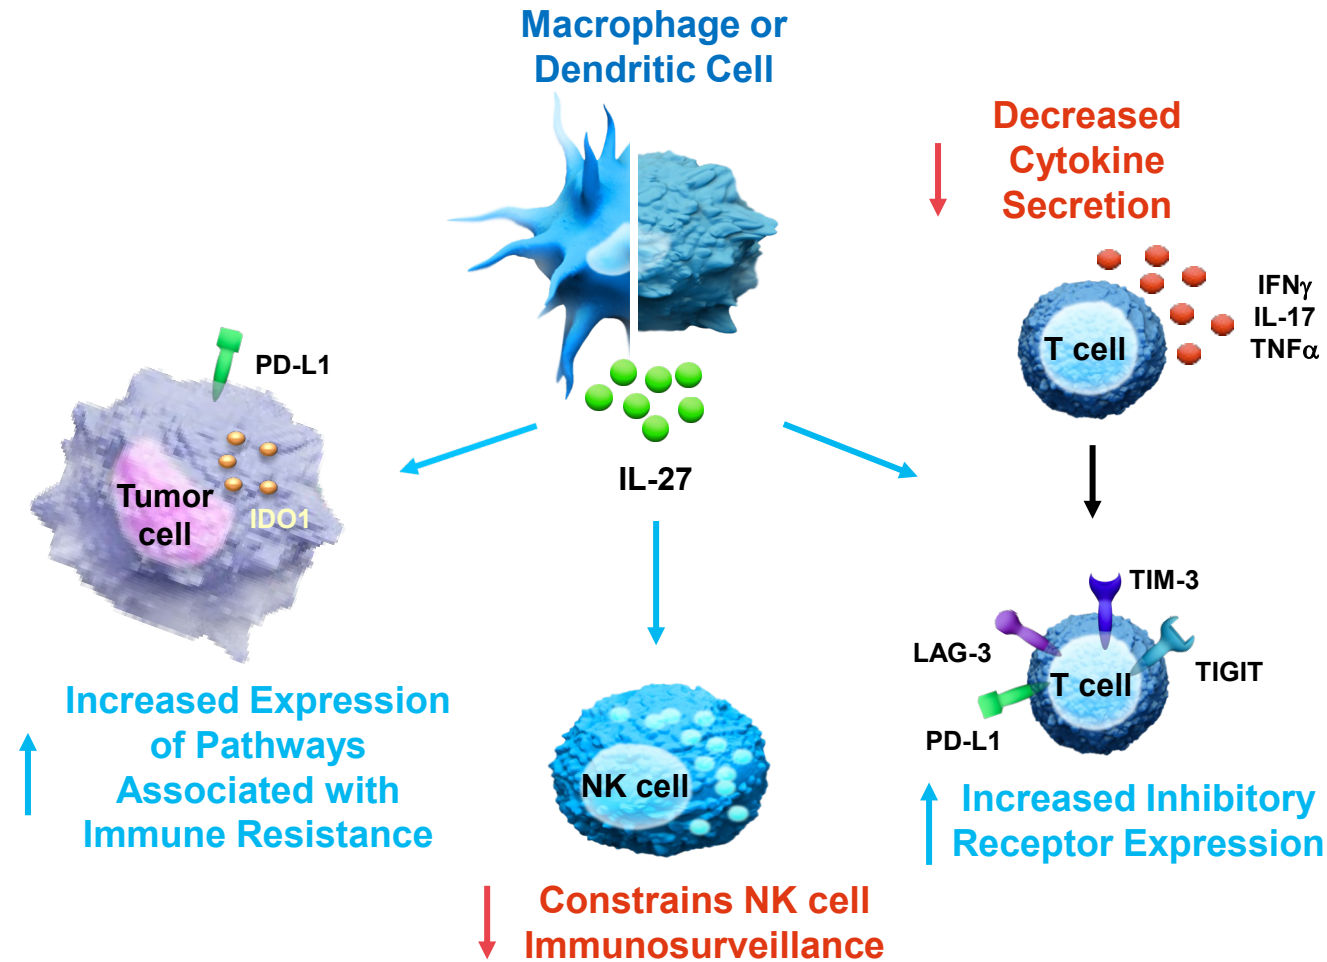 Macrophage or
Dendritic Cell
Decreased
Cytokine
Secretion
IFNγ
IL-17
TNFα
T cell
PD-L1
Tumor
cell
IDO1
IL-27
TIM-3
LAG-3
TIGIT
T cell
PD-L1
Increased Expression
of Pathways
Associated with
Immune Resistance
NK cell
Increased Inhibitory
Receptor Expression
Constrains NK cell
Immunosurveillance